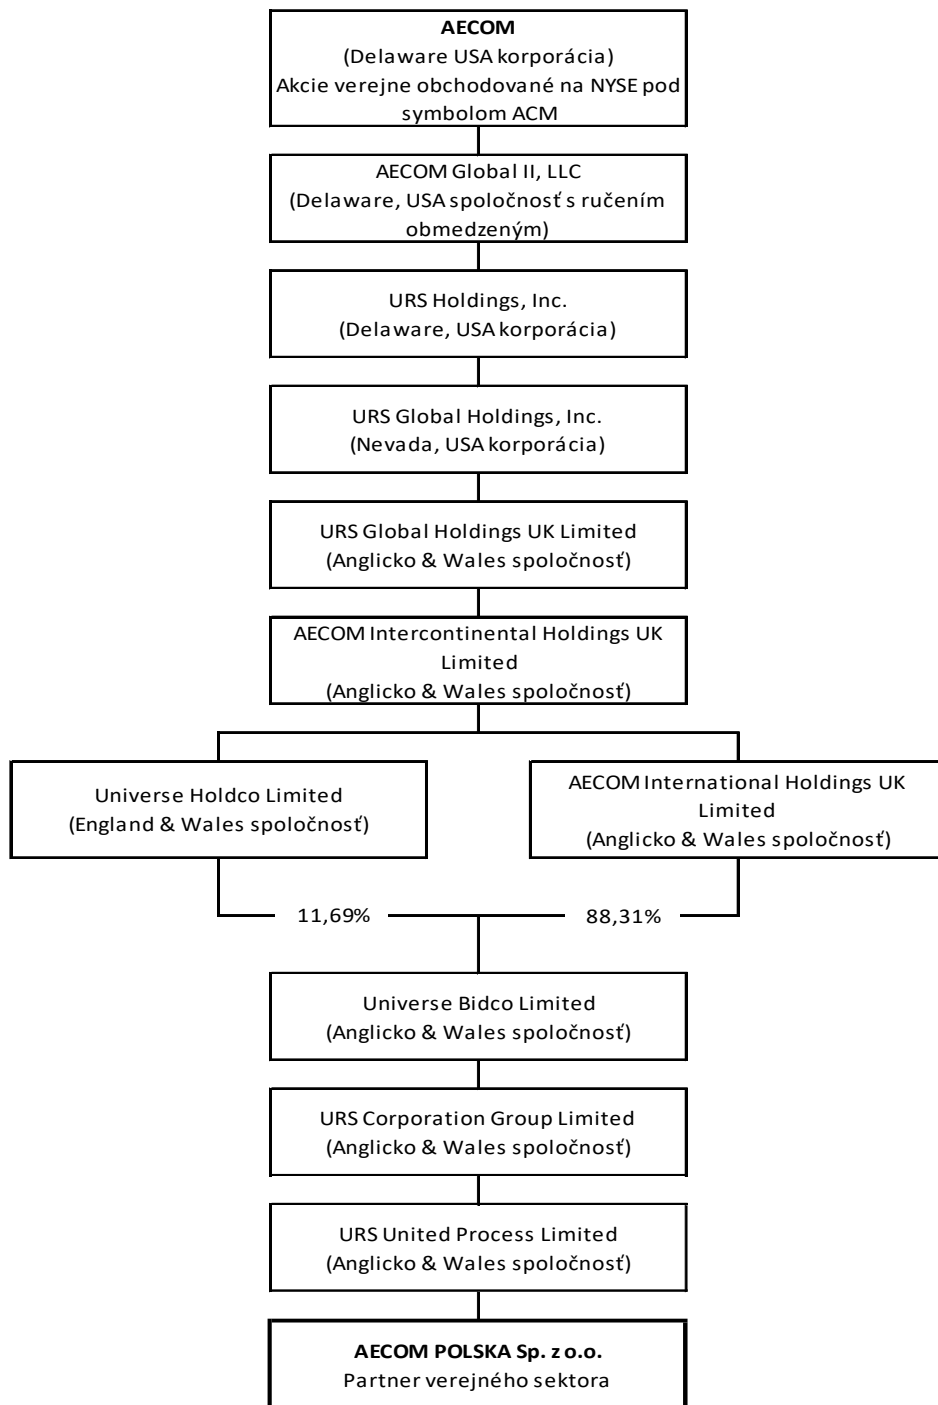 AECOM
(Delaware USA korporácia)
Akcie verejne obchodované na NYSE pod
symbolom ACM
AECOM Global II, LLC
(Delaware, USA spoločnosť s ručením
obmedzeným)
URS Holdings, Inc.
(Delaware, USA korporácia)
URS Global Holdings, Inc.
(Nevada, USA korporácia)
URS Global Holdings UK Limited
(Anglicko & Wales spoločnosť)
AECOM Intercontinental Holdings UK
Limited
(Anglicko & Wales spoločnosť)
Universe Holdco Limited
(England & Wales spoločnosť)
AECOM International Holdings UK
Limited
(Anglicko & Wales spoločnosť)
11,69%
88,31%
Universe Bidco Limited
(Anglicko & Wales spoločnosť)
URS Corporation Group Limited
(Anglicko & Wales spoločnosť)
URS United Process Limited
(Anglicko & Wales spoločnosť)
AECOM POLSKA Sp. z o.o.
Partner verejného sektora